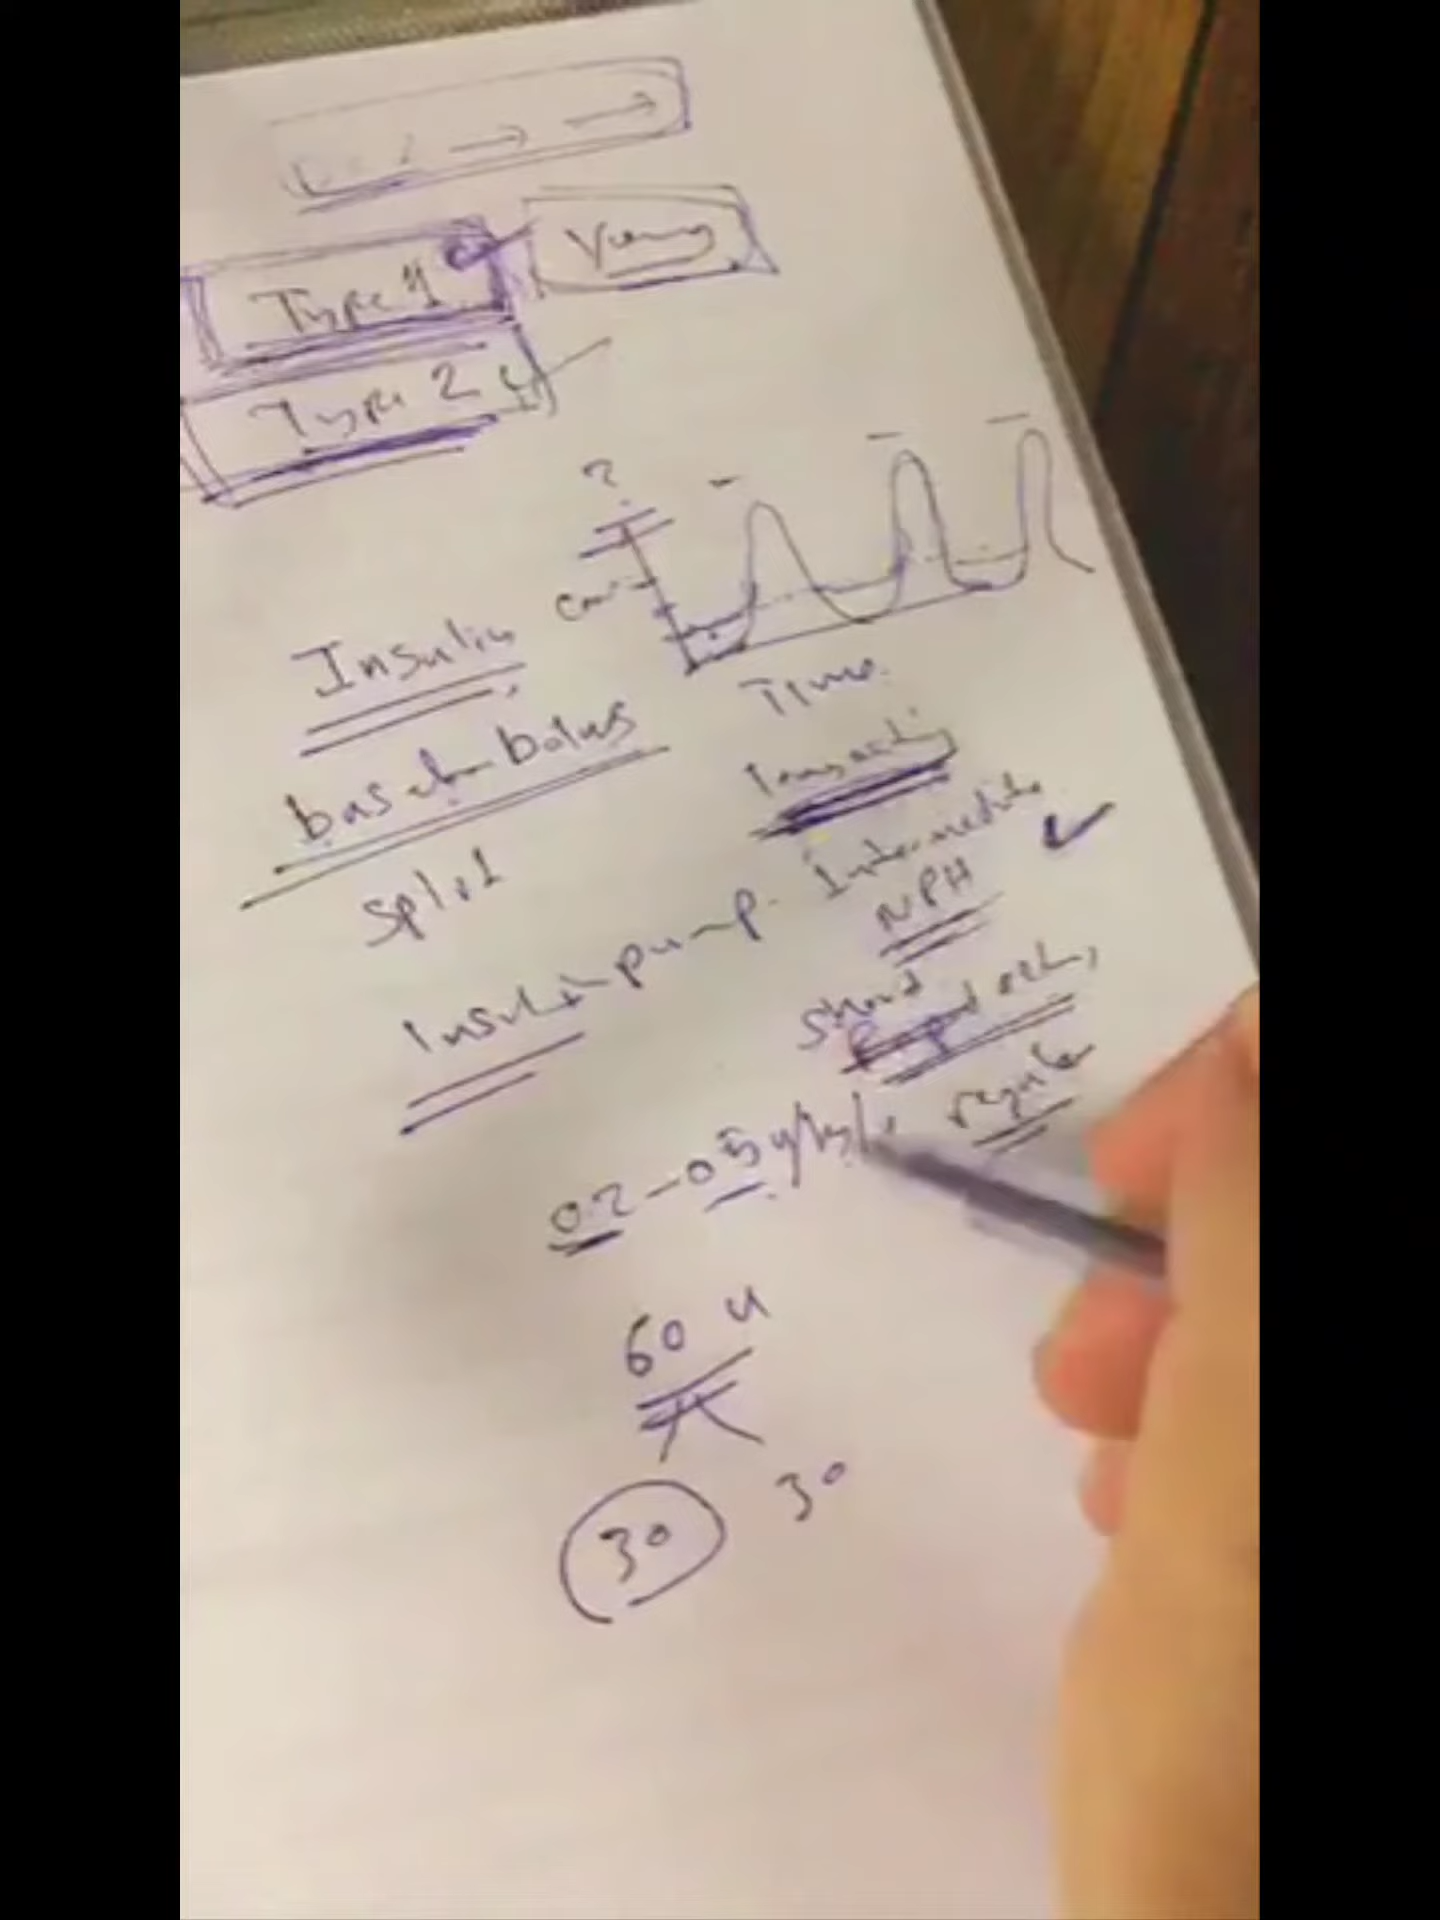 Type 1
Young
Type 2
?
Insulin
Time
basal bolus
Split
Intermediate
NPH
Insulin pump
Short
regular
0.2 - 0.5 u/kg/
60 u
30 30